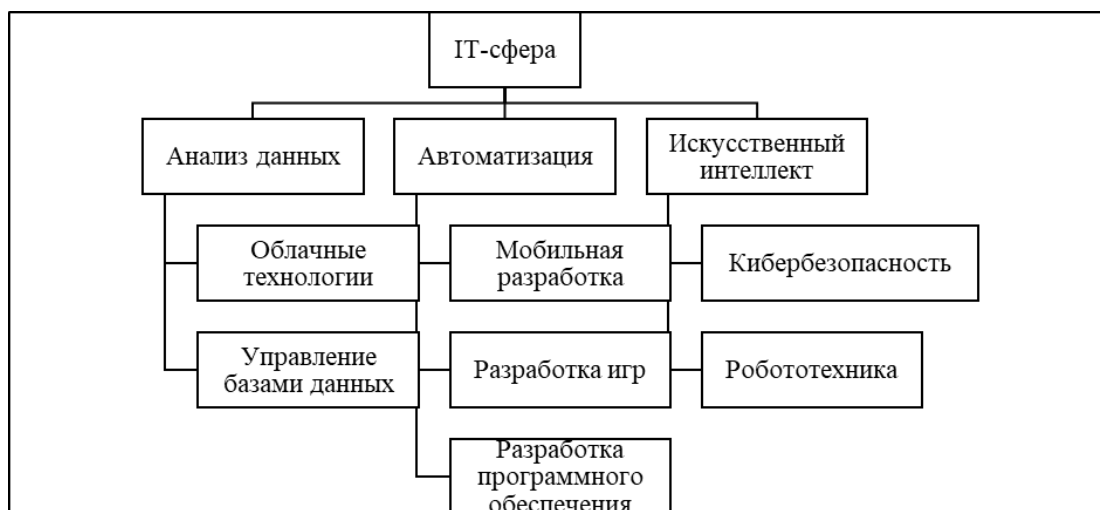 IT-сфера
Анализ данных
Автоматизация
Искусственный
интеллект
Облачные
технологии
Мобильная
разработка
Кибербезопасность
Управление
базами данных
Разработка игр
Робототехника
Разработка
программного
обеспечения